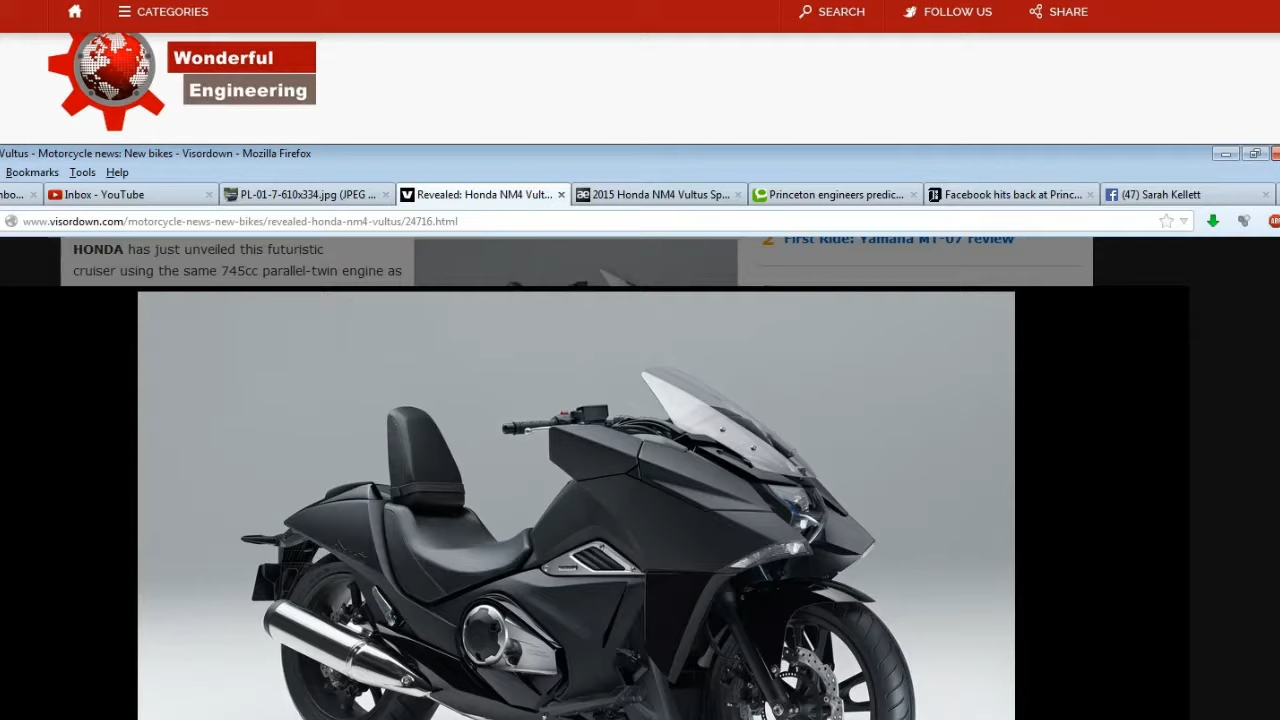 CATEGORIES
SEARCH
FOLLOW US
SHARE
Wonderful
Engineering
Vultus - Motorcycle news: New bikes - Visordown - Mozilla Firefox
Bookmarks Tools Help
nbo...
Inbox - YouTube
PL-01-7-610x334.jpg (JPEG ...
Revealed: Honda NM4 Vult...
2015 Honda NM4 Vultus Sp...
Princeton engineers predic...
Facebook hits back at Princ...
(47) Sarah Kellett
www.visordown.com/motorcycle-news-new-bikes/revealed-honda-nm4-vultus/24716.html
HONDA has just unveiled this futuristic
cruiser using the same 745cc parallel-twin engine as
2 First Ride: Yamaha MT-07 review